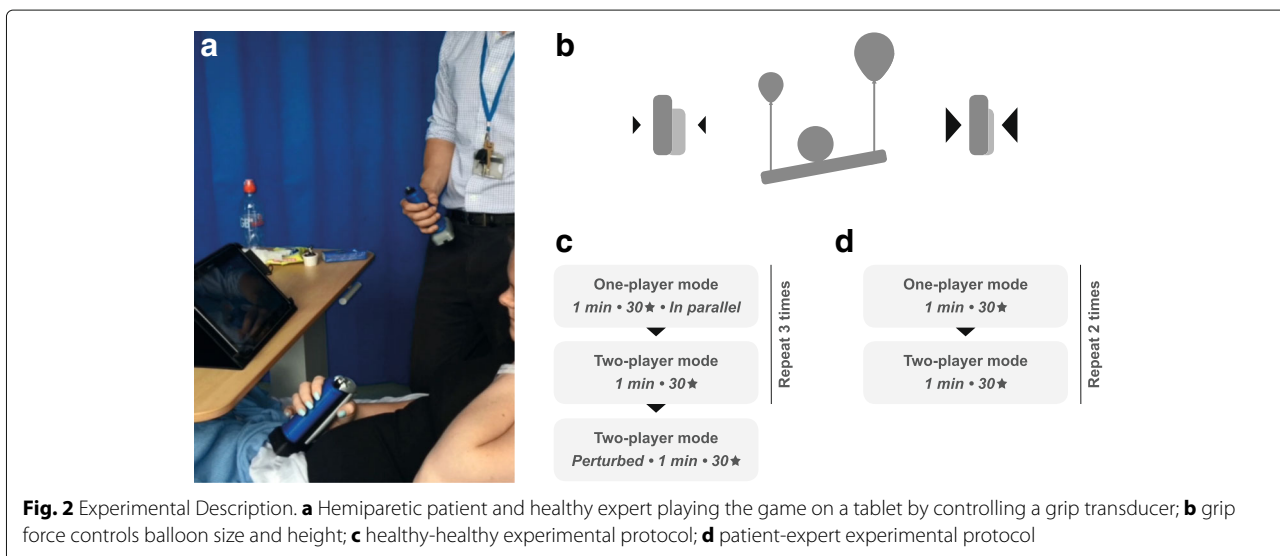 a
b
c
One-player mode
1 min • 30★ • In parallel
Two-player mode
1 min • 30★
Two-player mode
Perturbed • 1 min • 30★
Repeat 3 times
d
One-player mode
1 min • 30★
Two-player mode
1 min • 30★
Repeat 2 times
Fig. 2 Experimental Description. a Hemiparetic patient and healthy expert playing the game on a tablet by controlling a grip transducer; b grip
force controls balloon size and height; c healthy-healthy experimental protocol; d patient-expert experimental protocol